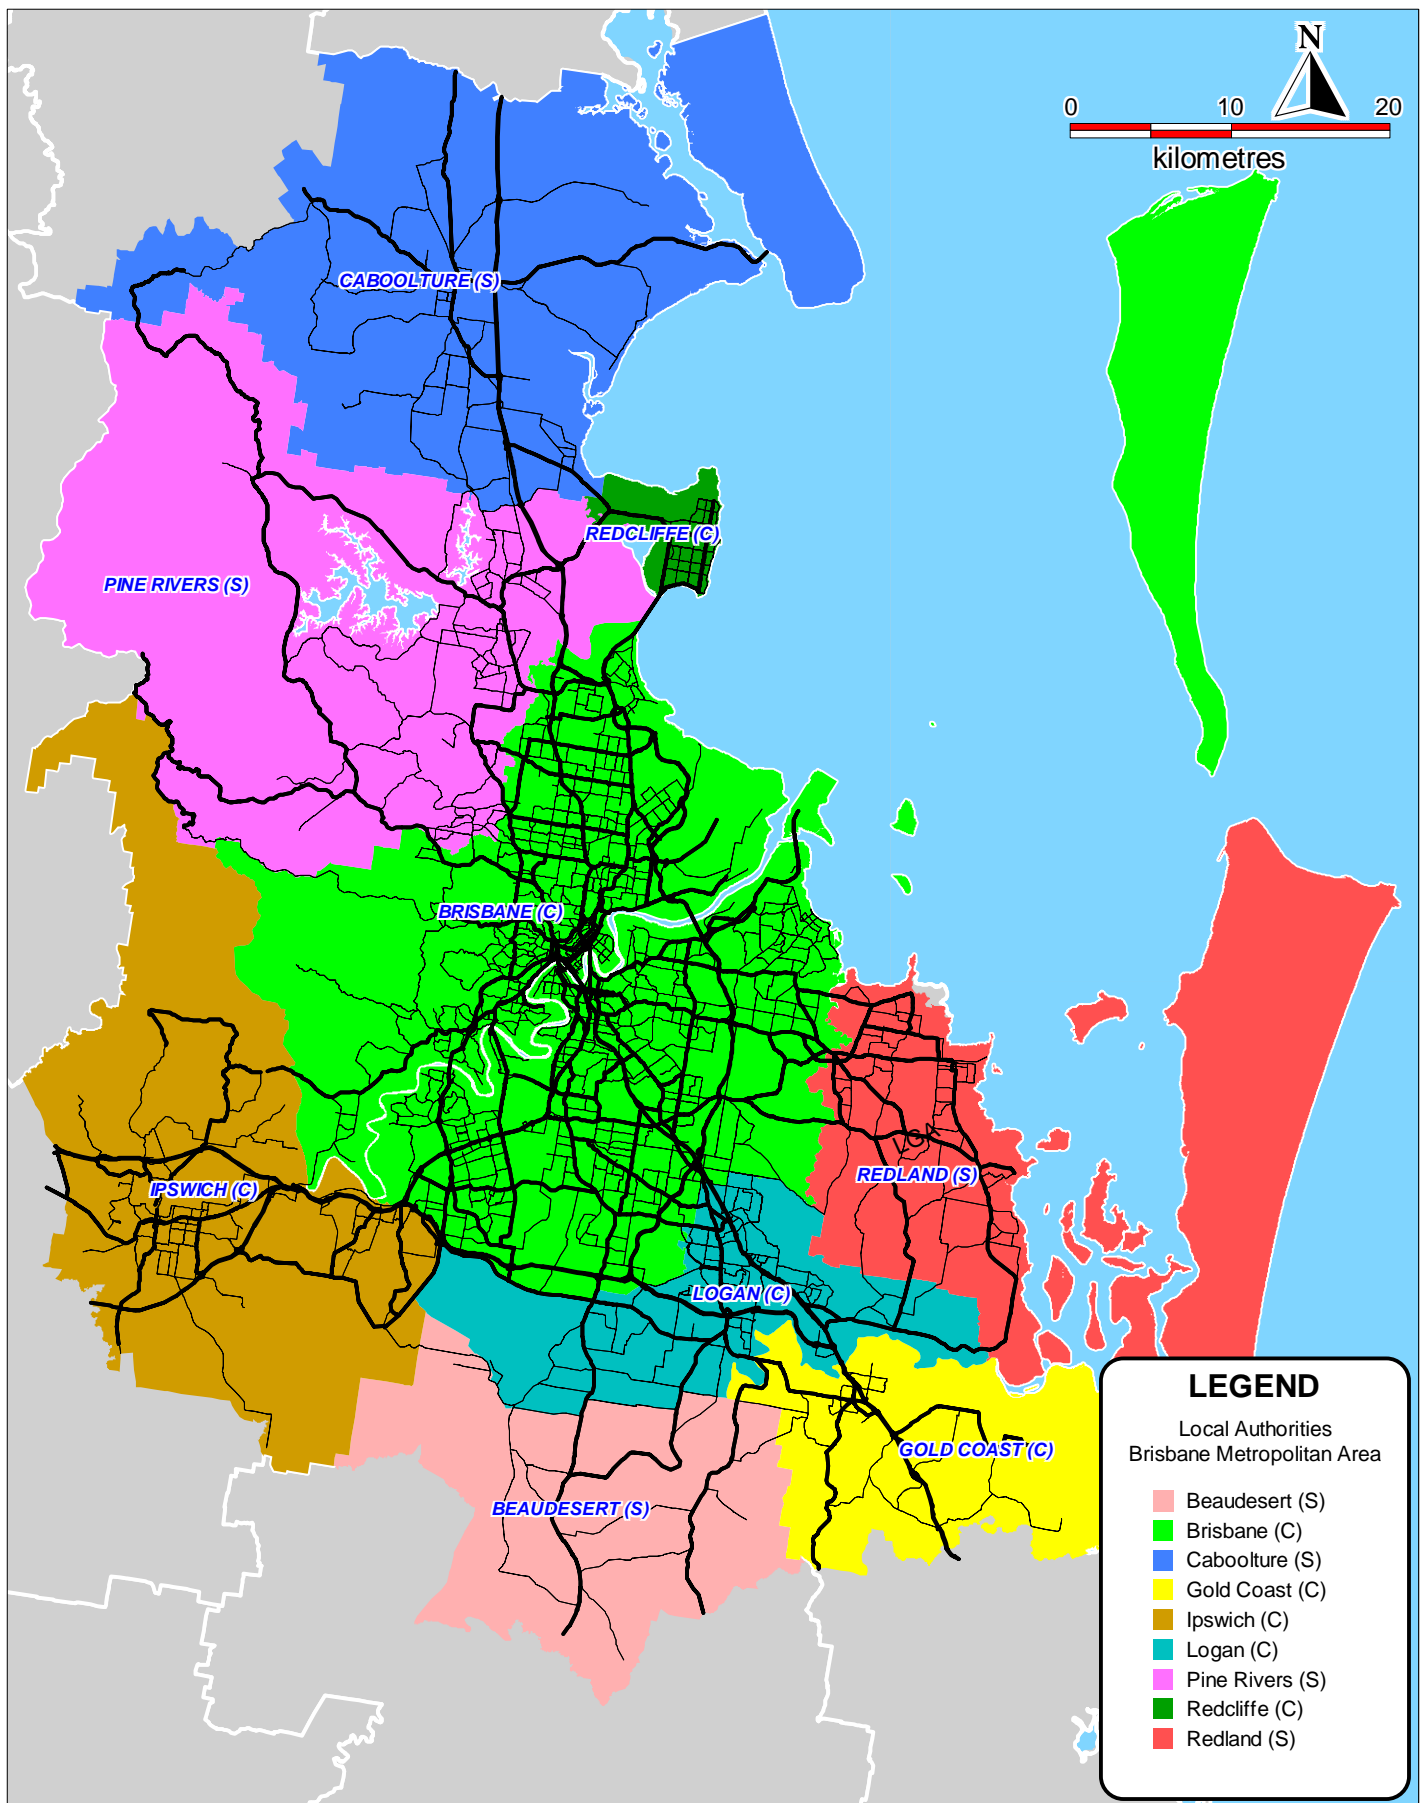 N
0 10 20
kilometres
CABOOLTURE (S)
REDCLIFFE (C)
PINE RIVERS (S)
BRISBANE (C)
LGA
REDLAND (S)
IPSWICH (C)
LOGAN (C)
GOLD COAST (C)
BEAUDESERT (S)
LEGEND
Local Authorities
Brisbane Metropolitan Area
Beaudesert (S)
Brisbane (C)
Caboolture (S)
Gold Coast (C)
Ipswich (C)
Logan (C)
Pine Rivers (S)
Redcliffe (C)
Redland (S)